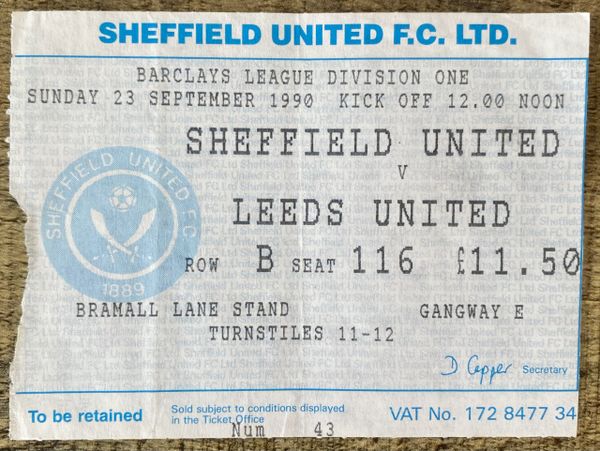 SHEFFIELD UNITED F.C. LTD.
BARCLAYS LEAGUE DIVISION ONE
SUNDAY 23 SEPTEMBER 1990 KICK OFF 12.00 NOON
SHEFFIELD UNITED
V
LEEDS UNITED
SHEFFIELD UNITED F.C.
1889
ROW B SEAT 116 £11.50
BRAMALL LANE STAND GANGWAY E
TURNSTILES 11-12
D Capper Secretary
To be retained
Sold subject to conditions displayed
in the Ticket Office
VAT No. 172 8477 34
Num 43